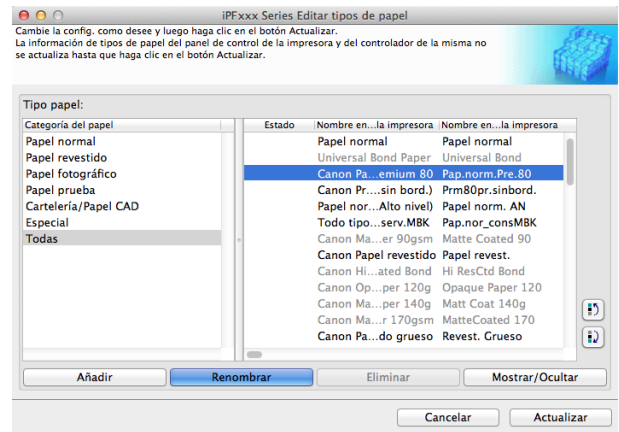 iPFxxx Series Editar tipos de papel
Cambie la config. como desee y luego haga clic en el botón Actualizar.
La información de tipos de papel del panel de control de la impresora y del controlador de la misma no
se actualiza hasta que haga clic en el botón Actualizar.
Tipo papel:
Categoría del papel Estado Nombre en...la impresora Nombre en...la impresora
Papel normal Papel normal Papel normal
Papel revestido Universal Bond Paper Universal Bond
Papel fotográfico Canon Pa...emium 80 Pap.norm.Pre.80
Papel prueba Canon Pr....sin bord.) Prm80pr.sinbord.
Cartelería/Papel CAD Papel nor...Alto nivel) Papel norm. AN
Especial Todo tipo...serv.MBK Pap.nor_consMBK
Todas Canon Ma...er 90gsm Matte Coated 90
Canon Papel revestido Papel revest.
Canon Hi...ated Bond Hi ResCtd Bond
Canon Op...per 120g Opaque Paper 120
Canon Ma...per 140g Matt Coat 140g
Canon Ma...r 170gsm MatteCoated 170
Canon Pa...do grueso Revest. Grueso
Añadir Renombrar Eliminar Mostrar/Ocultar
Cancelar Actualizar